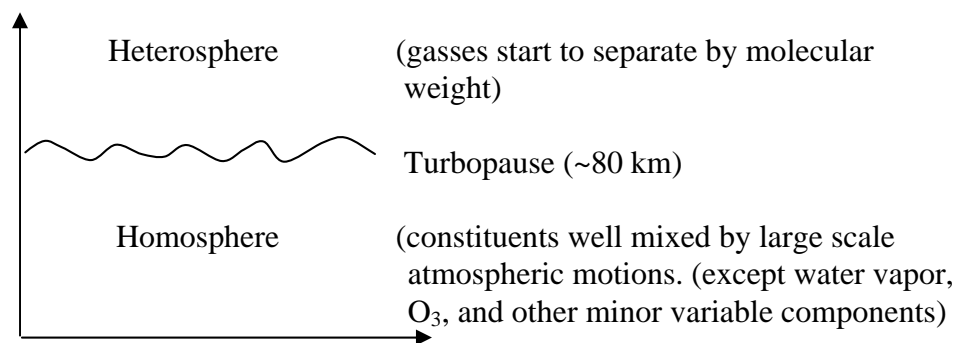 Heterosphere (gasses start to separate by molecular
weight)
Turbopause (~80 km)
Homosphere (constituents well mixed by large scale
atmospheric motions. (except water vapor,
O₃, and other minor variable components)